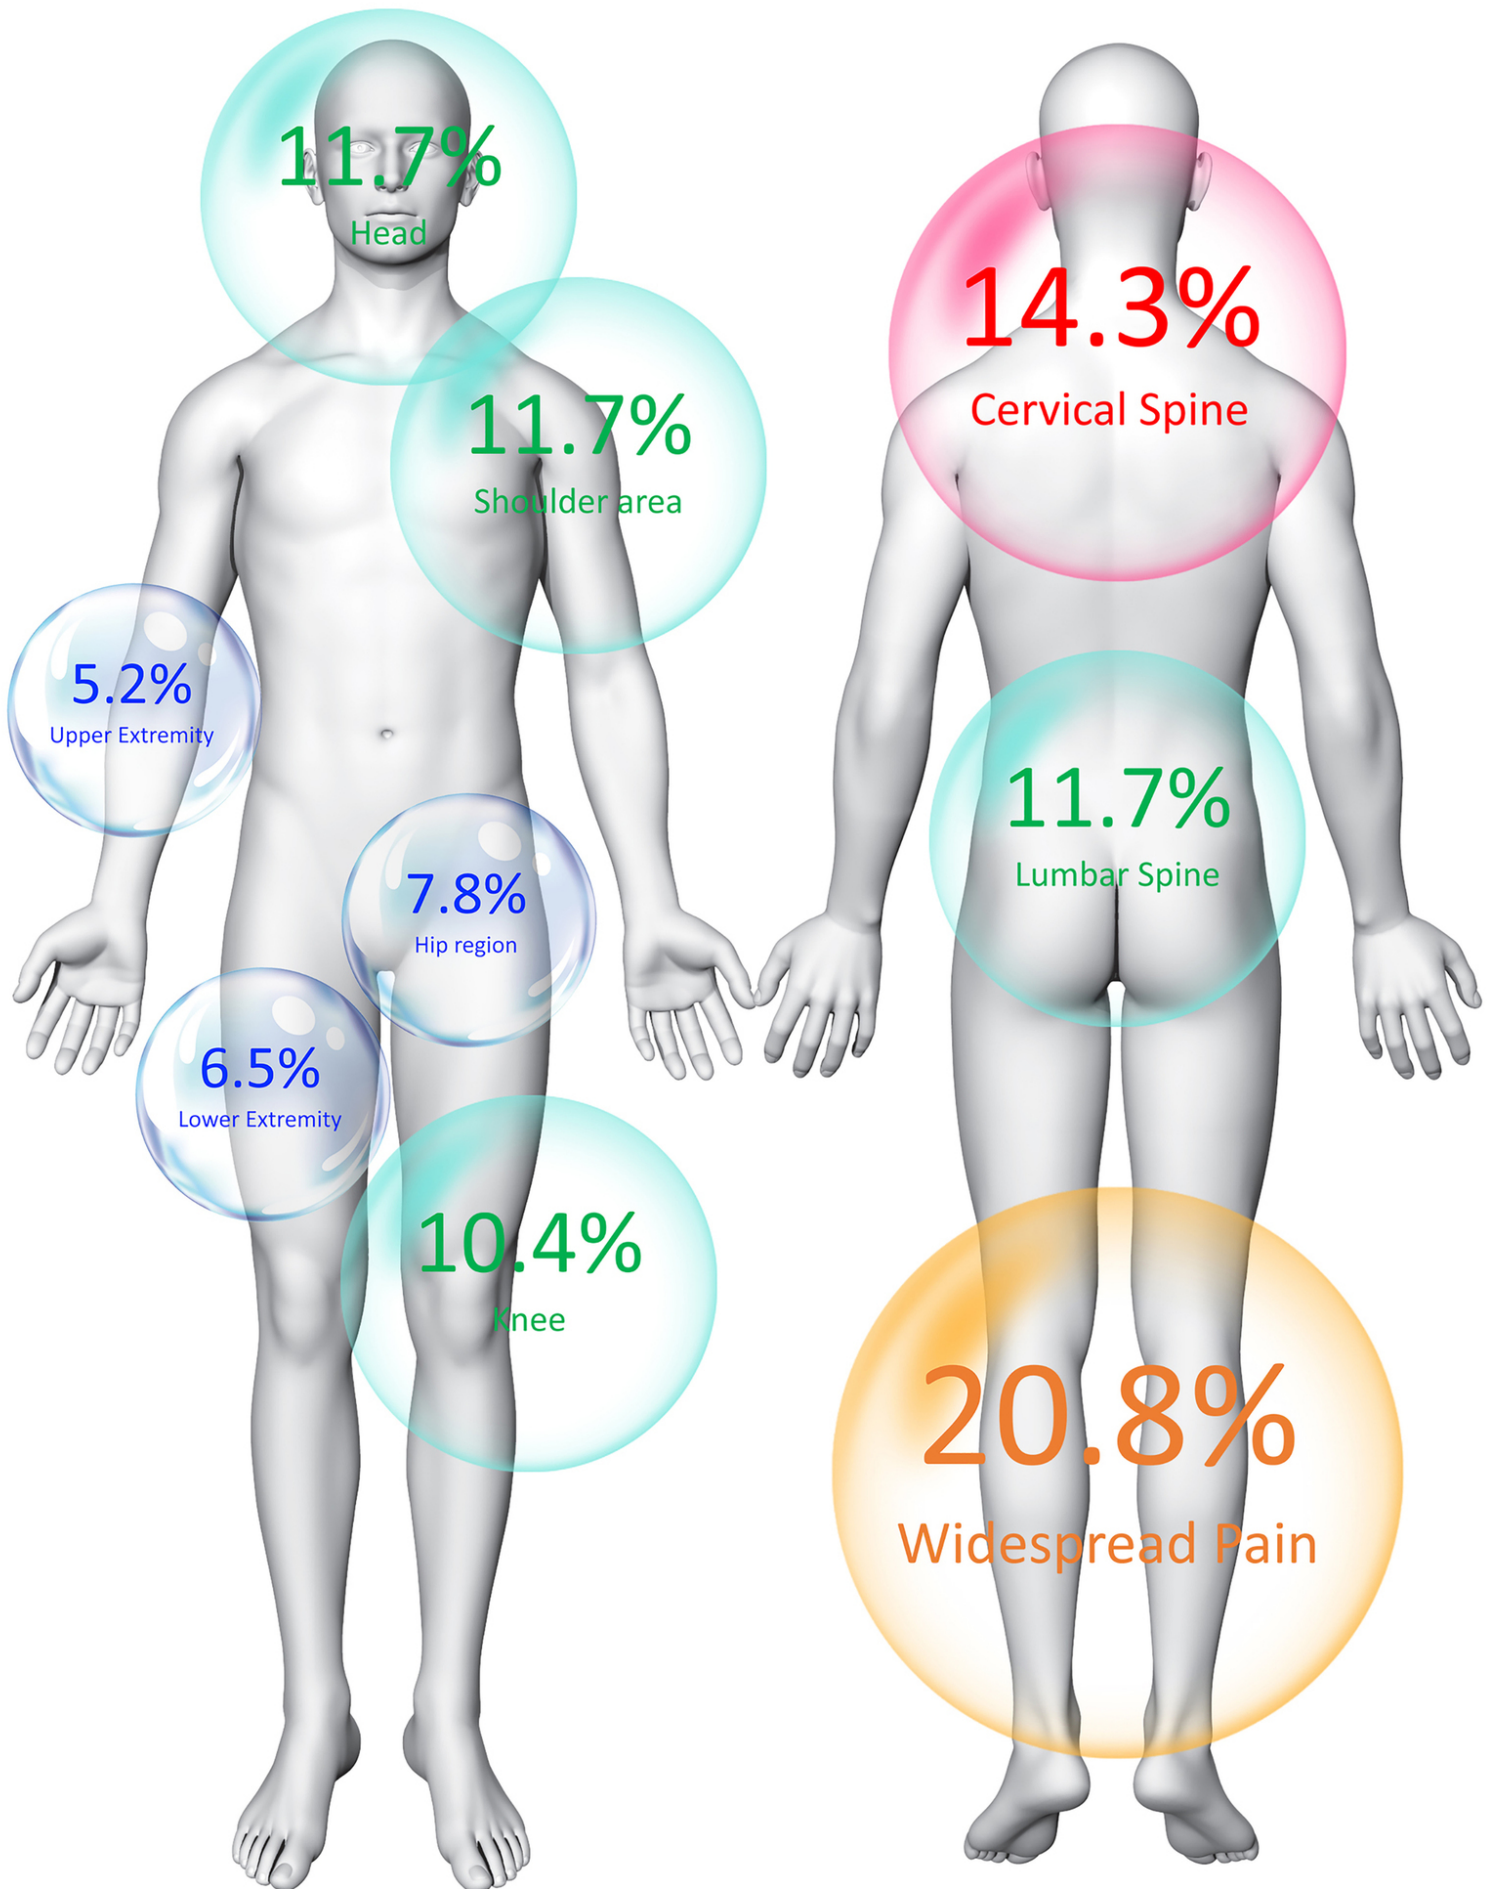 11.7%
Head
11.7%
Shoulder area
5.2%
Upper Extremity
7.8%
Hip region
6.5%
Lower Extremity
10.4%
Knee
14.3%
Cervical Spine
11.7%
Lumbar Spine
20.8%
Widespread Pain